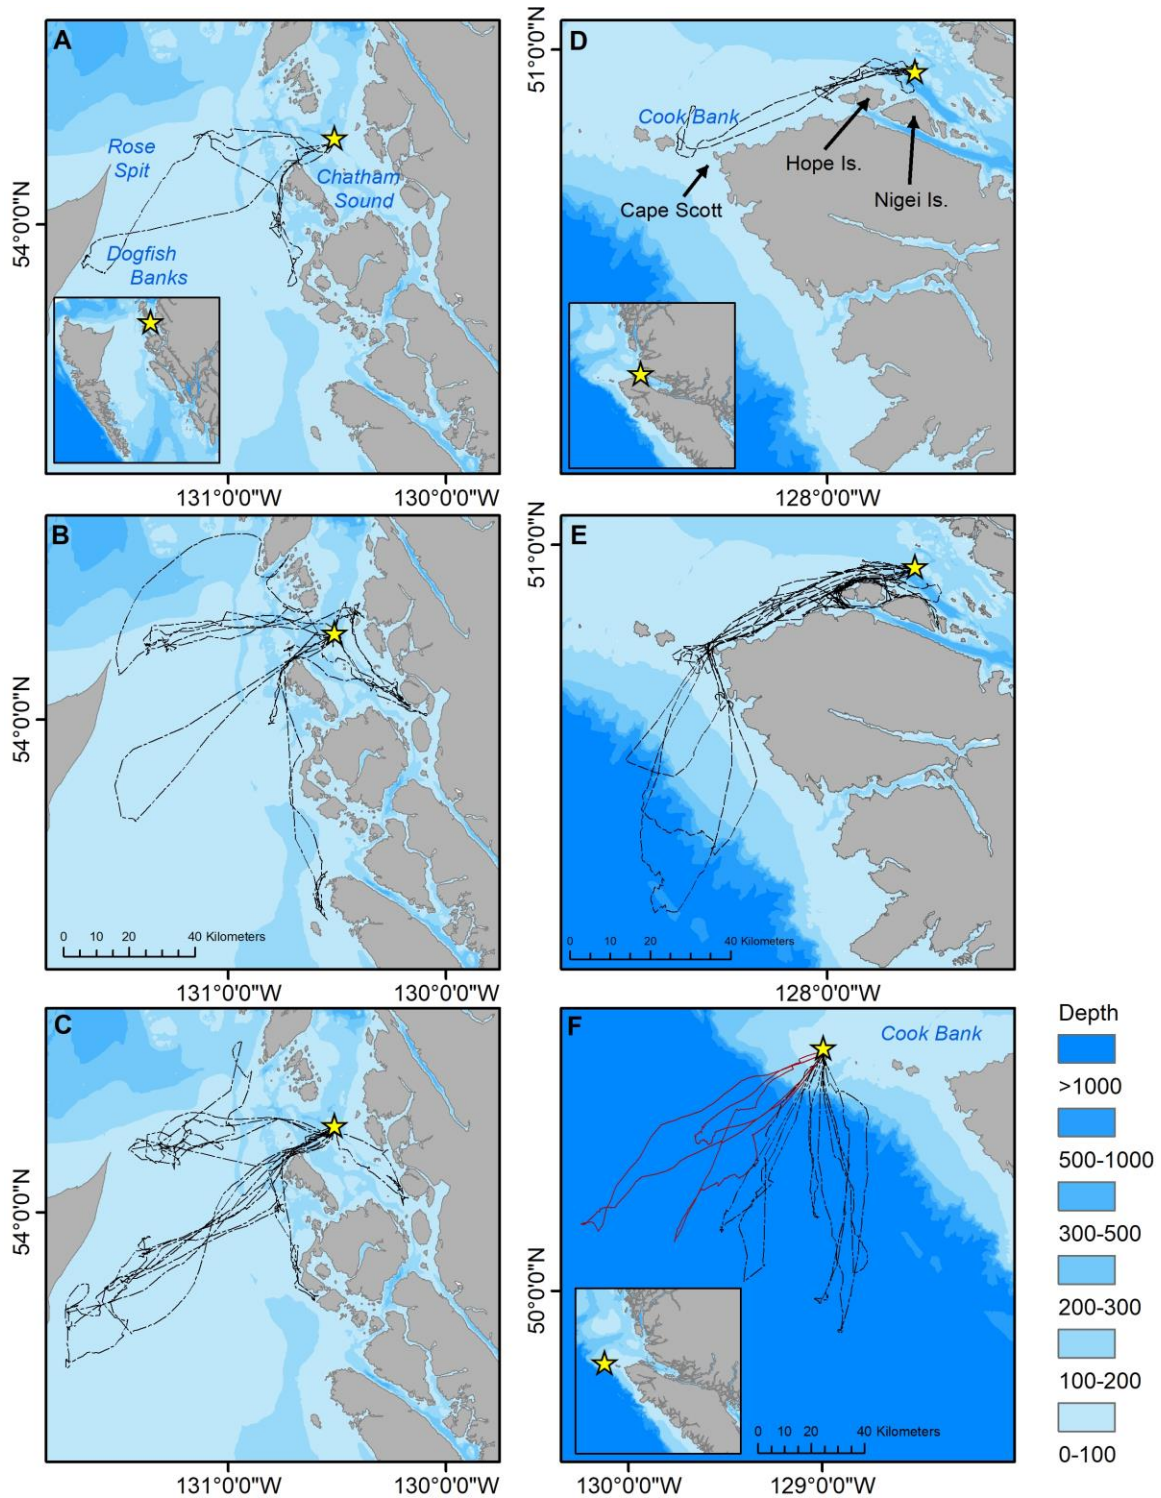 A
Rose
Spit
Chatham
Sound
Dogfish
Banks
54°0'0"N
131°0'0"W
130°0'0"W
D
51°0'0"N
Cook Bank
Hope Is.
Nigei Is.
Cape Scott
128°0'0"W
B
54°0'0"N
0 10 20 40 Kilometers
131°0'0"W
130°0'0"W
E
51°0'0"N
0 10 20 40 Kilometers
128°0'0"W
C
54°0'0"N
131°0'0"W
130°0'0"W
F
Cook Bank
50°0'0"N
0 10 20 40 Kilometers
130°0'0"W
129°0'0"W
Depth
>1000
500-1000
300-500
200-300
100-200
0-100